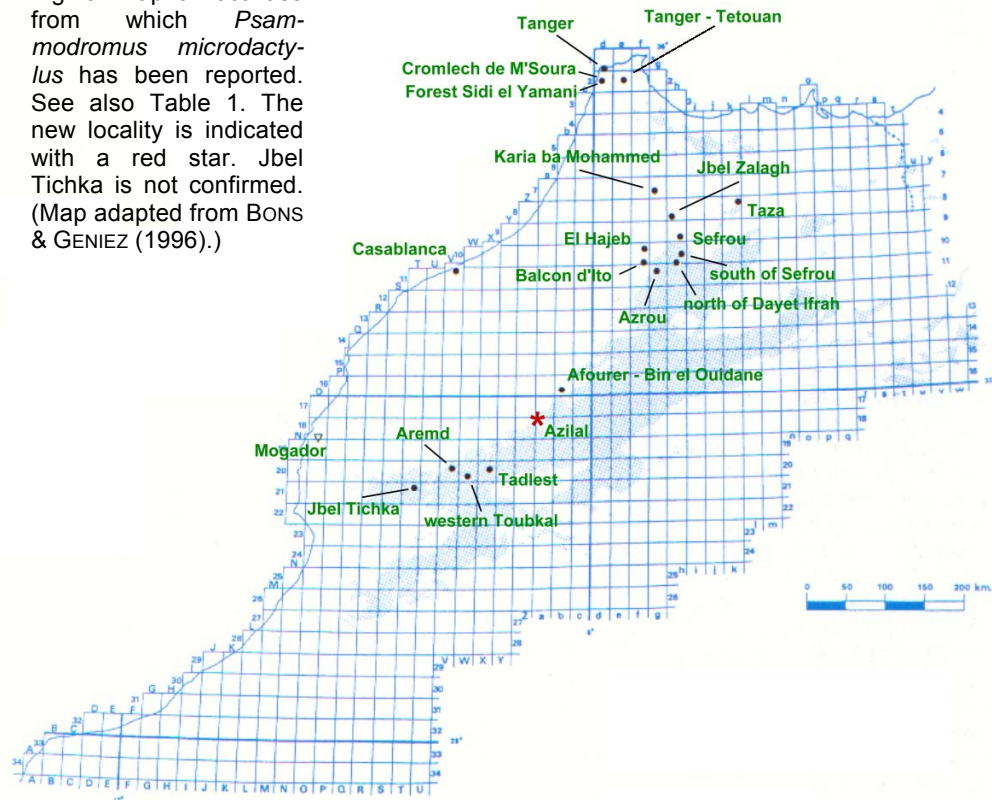 from which Psam-
modromus microdacty-
lus has been reported.
See also Table 1. The
new locality is indicated
with a red star. Jbel
Tichka is not confirmed.
(Map adapted from BONS
& GENIEZ (1996).)
Tanger
Tanger - Tetouan
Cromlech de M'Soura
Forest Sidi el Yamani
Karia ba Mohammed
Jbel Zalagh
Taza
El Hajeb
Sefrou
Casablanca
Balcon d'Ito
south of Sefrou
north of Dayet Ifrah
Azrou
Afourer - Bin el Ouidane
*
Azilal
Aremd
Mogador
Tadlest
Jbel Tichka
western Toubkal
0 50 100 150 200 km.
V W X Y
A B C D E F G H I J K L M N O P Q R S T U